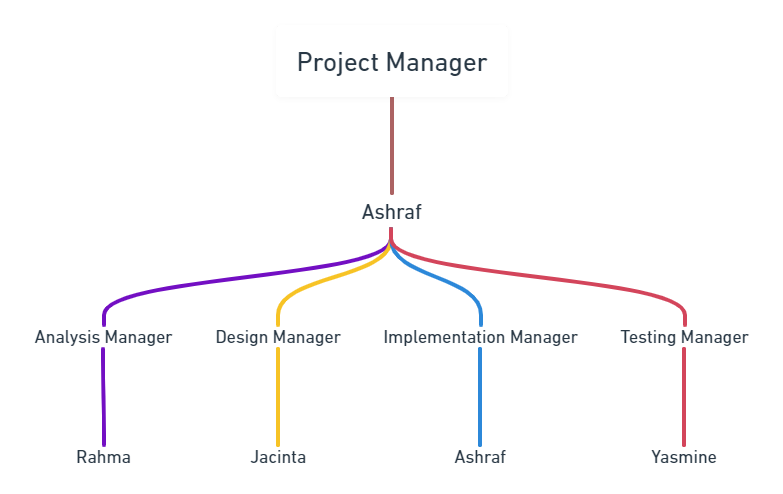 Project Manager
Ashraf
Analysis Manager
Design Manager
Implementation Manager
Testing Manager
Rahma
Jacinta
Ashraf
Yasmine